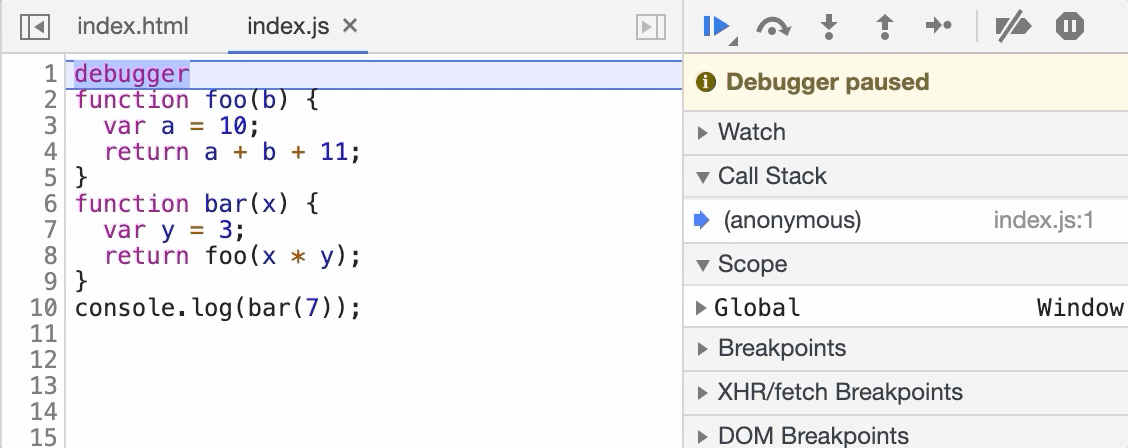 index.html index.js ×
1 debugger
2 function foo(b) {
3   var a = 10;
4   return a + b + 11;
5 }
6 function bar(x) {
7   var y = 3;
8   return foo(x * y);
9 }
10 console.log(bar(7));
11
12
13
14
15
Debugger paused
Watch
Call Stack
(anonymous) index.js:1
Scope
Global Window
Breakpoints
XHR/fetch Breakpoints
DOM Breakpoints